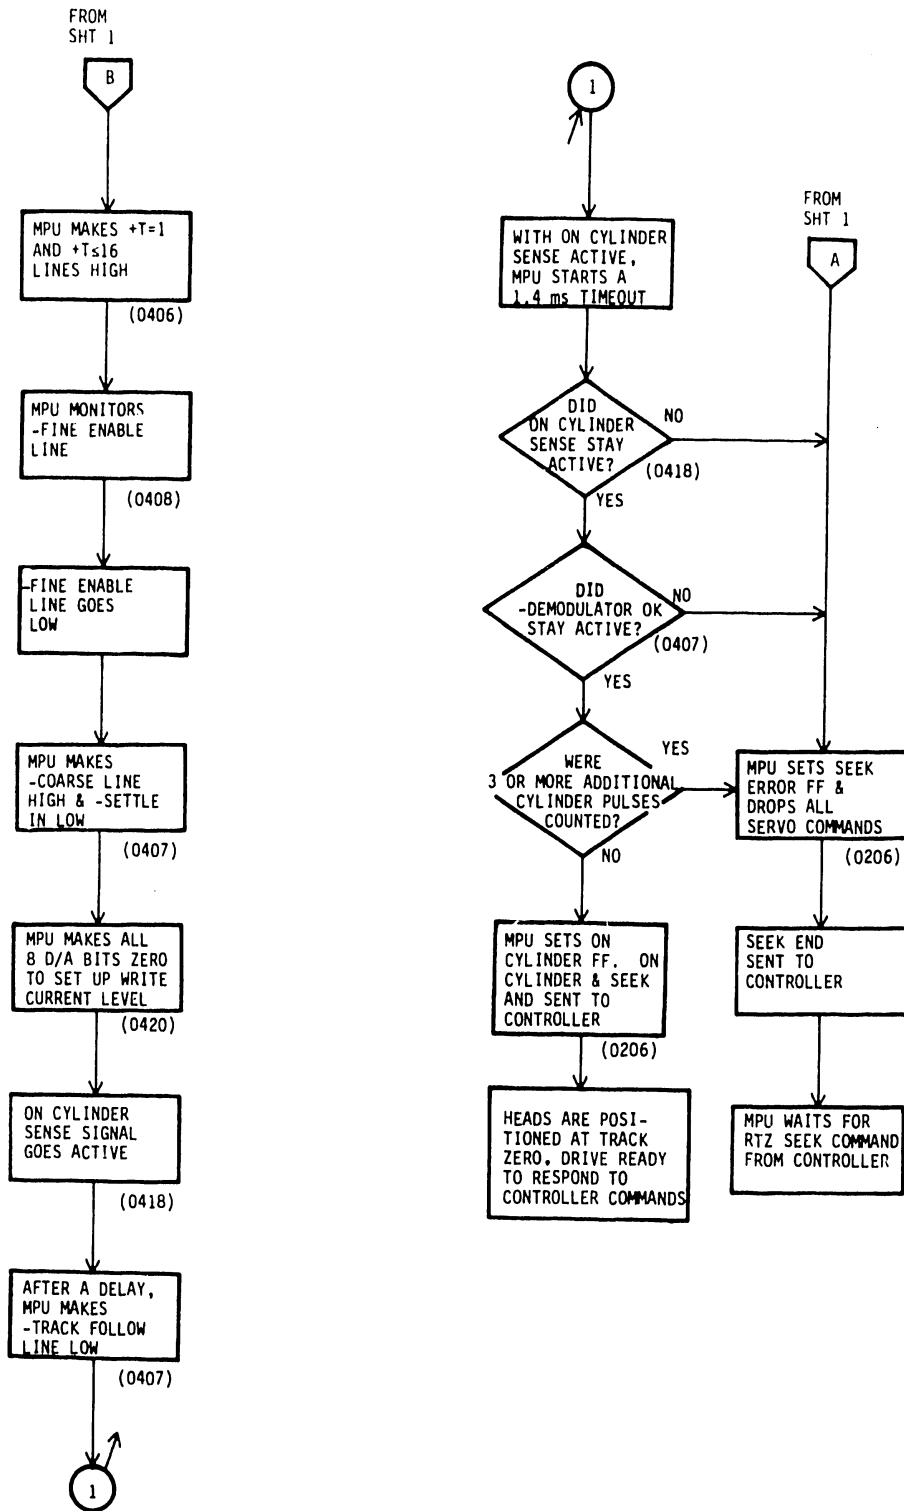 FROM
SHT 1
B
MPU MAKES +T=1
AND +T≤16
LINES HIGH
(0406)
MPU MONITORS
-FINE ENABLE
LINE
(0408)
-FINE ENABLE
LINE GOES
LOW
MPU MAKES
-COARSE LINE
HIGH & -SETTLE
IN LOW
(0407)
MPU MAKES ALL
8 D/A BITS ZERO
TO SET UP WRITE
CURRENT LEVEL
(0420)
ON CYLINDER
SENSE SIGNAL
GOES ACTIVE
(0418)
AFTER A DELAY,
MPU MAKES
-TRACK FOLLOW
LINE LOW
(0407)
1
1
WITH ON CYLINDER
SENSE ACTIVE,
MPU STARTS A
1.4 ms TIMEOUT
DID
ON CYLINDER
SENSE STAY
ACTIVE?
NO
(0418)
YES
DID
-DEMODULATOR OK
STAY ACTIVE?
NO
(0407)
YES
WERE
3 OR MORE ADDITIONAL
CYLINDER PULSES
COUNTED?
YES
NO
MPU SETS ON
CYLINDER FF. ON
CYLINDER & SEEK
AND SENT TO
CONTROLLER
(0206)
HEADS ARE POSI-
TIONED AT TRACK
ZERO. DRIVE READY
TO RESPOND TO
CONTROLLER COMMANDS
FROM
SHT 1
A
MPU SETS SEEK
ERROR FF &
DROPS ALL
SERVO COMMANDS
(0206)
SEEK END
SENT TO
CONTROLLER
MPU WAITS FOR
RTZ SEEK COMMAND
FROM CONTROLLER